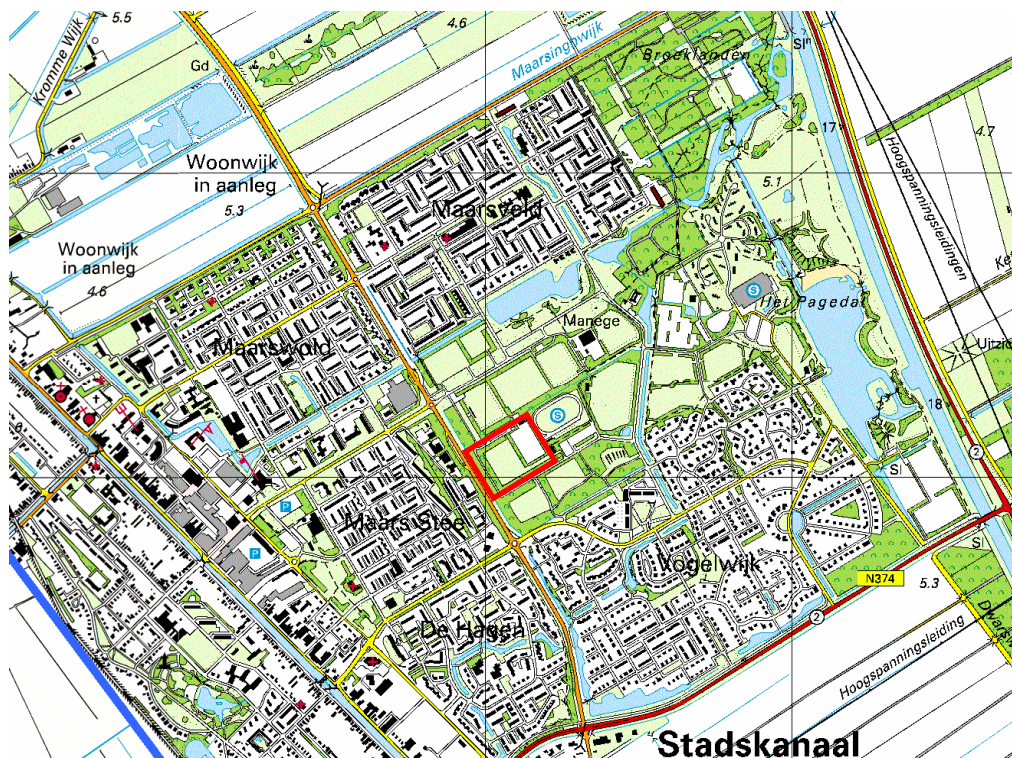 5.5
4.6
Kromme Wijk
Gd
Maarsingwijk
Broeklanden
Sl
17
4.7
Woonwijk
in aanleg
5.3
5.1
Hoogspanningsleidingen
Maarsveld
Woonwijk
in aanleg
4.6
S
Het Pagedal
Manege
Maarswold
18
S
2
Sl
P
Maars Stee
P
Vogelwijk
Sl
N374
5.3
De Hagen
2
Hoogspanningsleiding
Stadskanaal